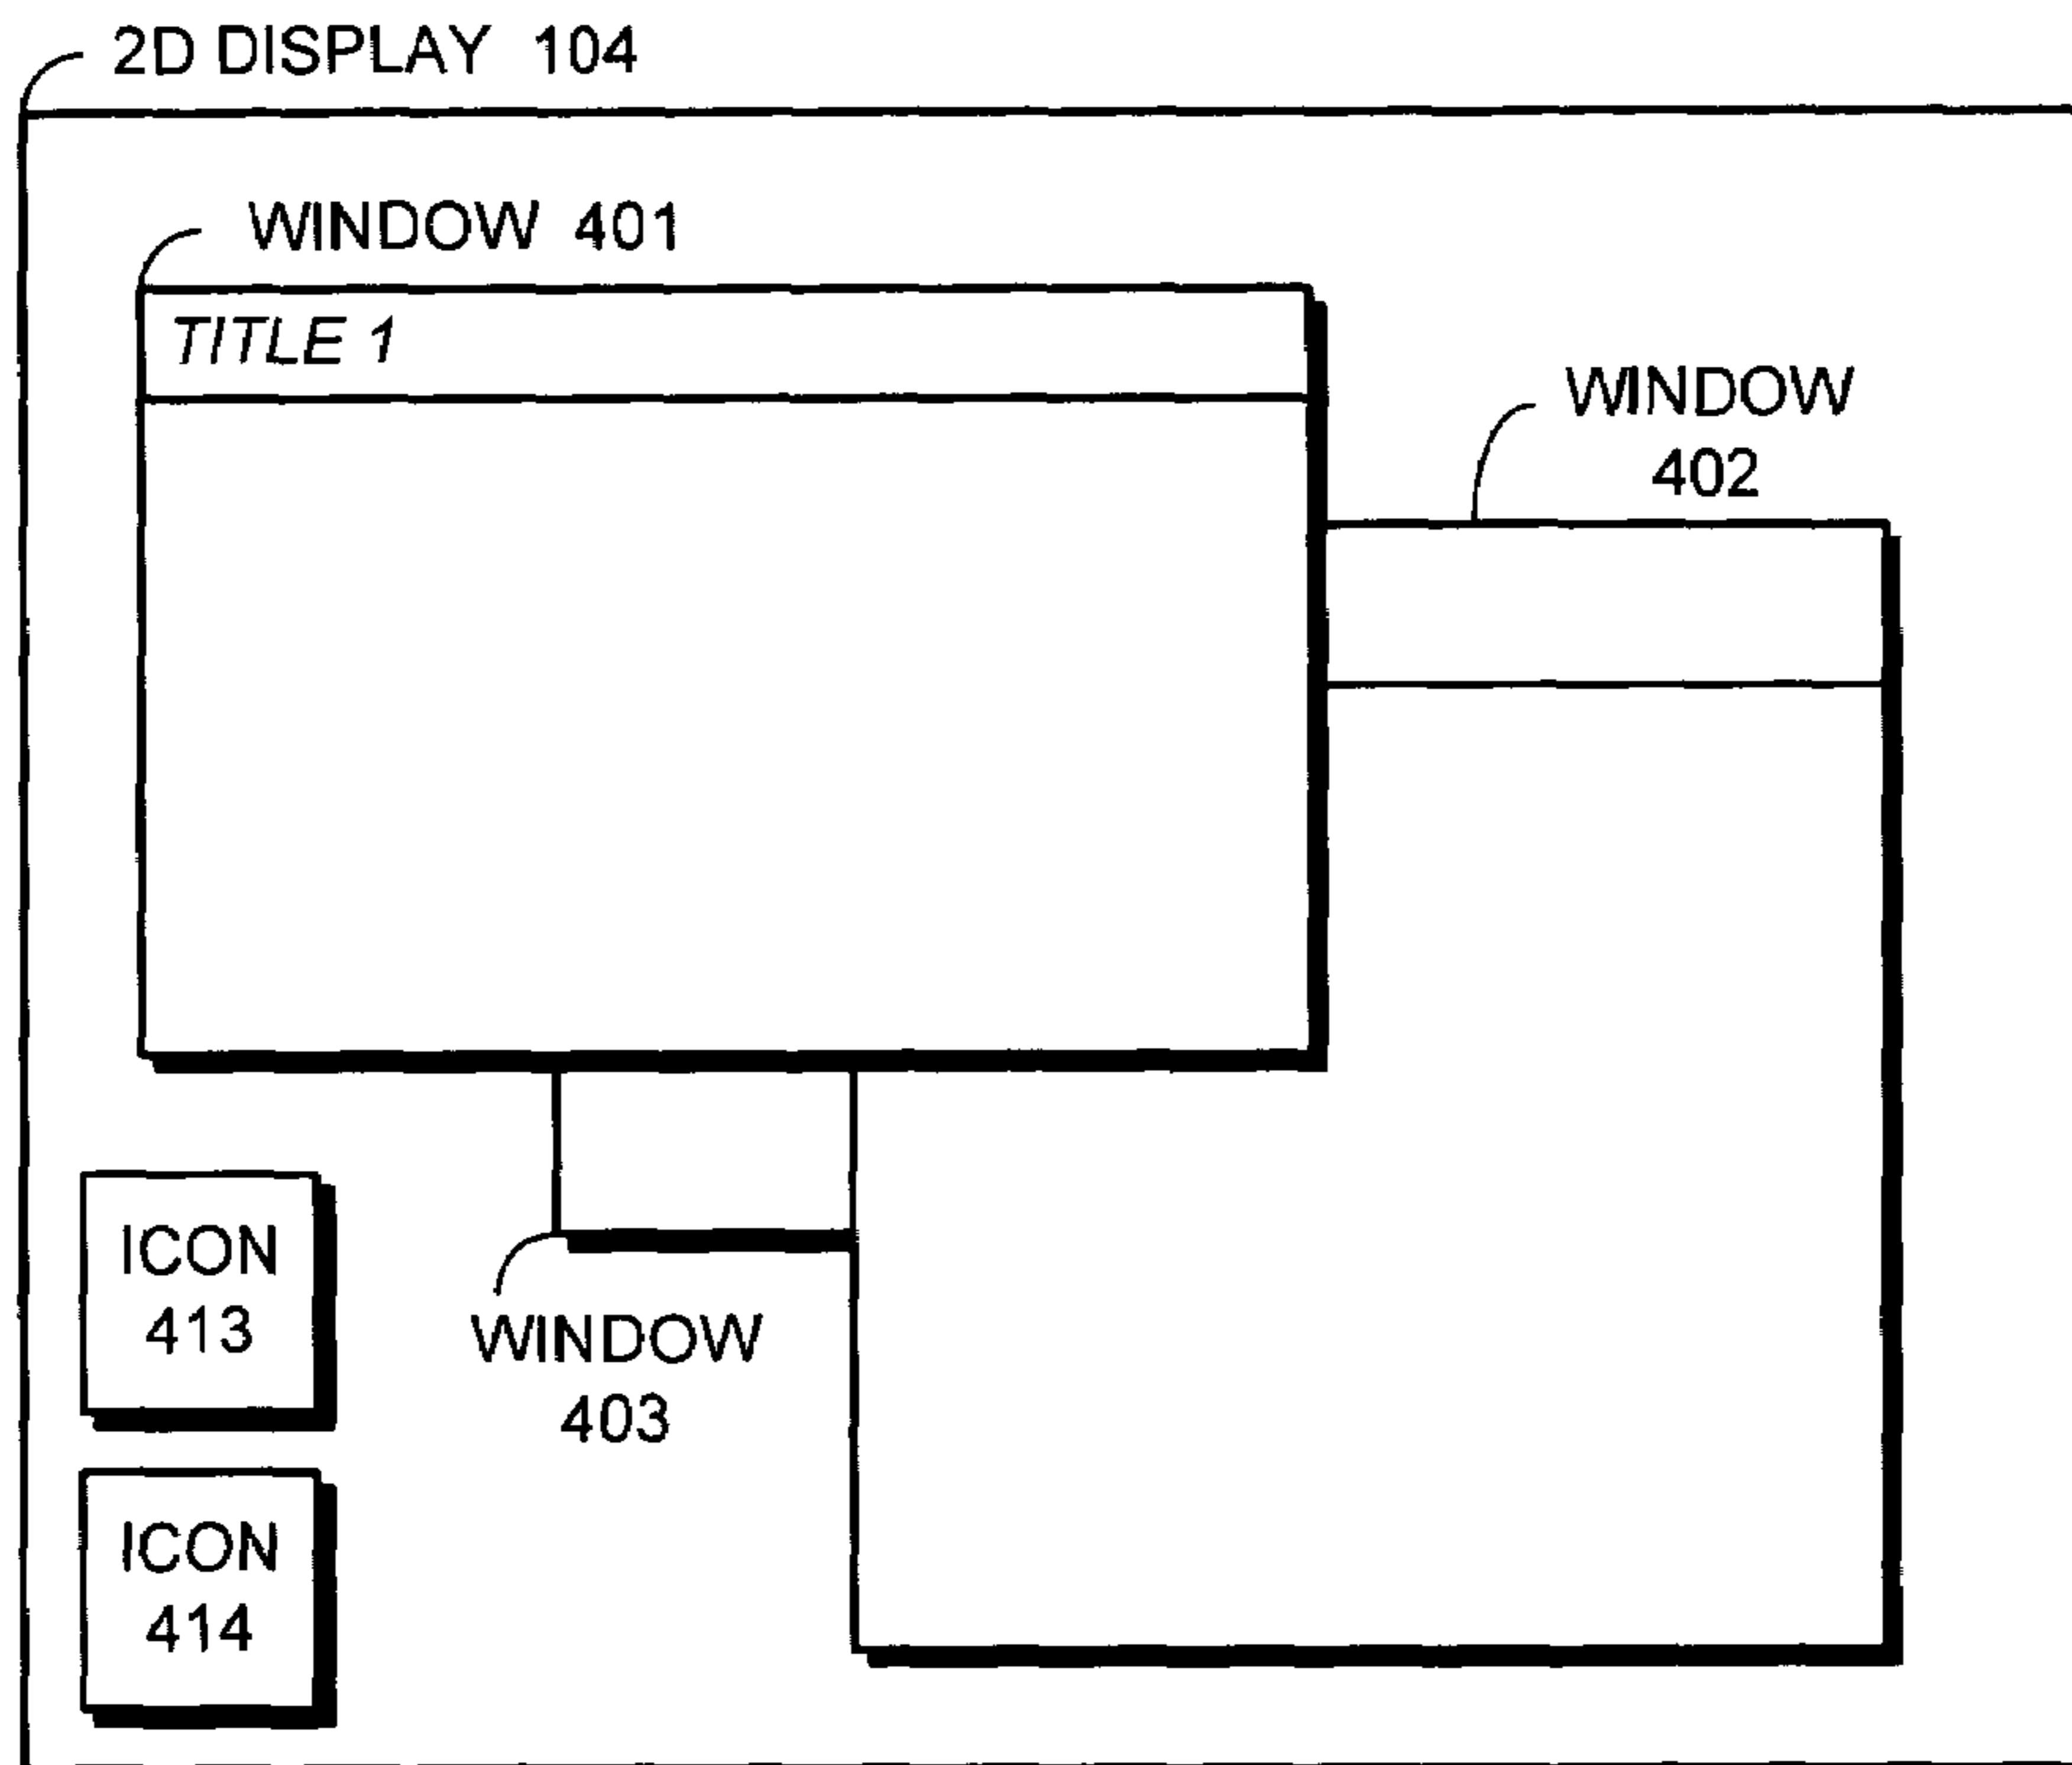 2D DISPLAY 104
WINDOW 401
TITLE 1
WINDOW
402
ICON
413
WINDOW
403
ICON
414